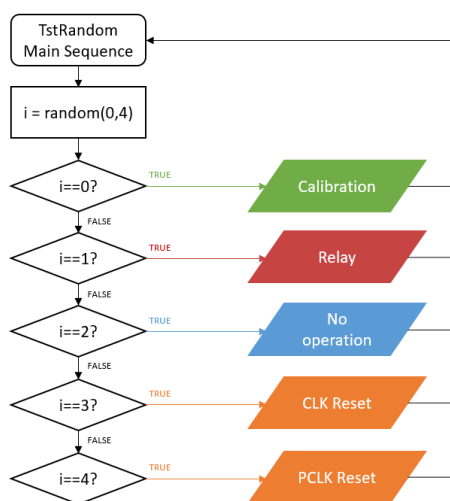 TstRandom
Main Sequence
i = random(0,4)
i==0?
TRUE
Calibration
FALSE
i==1?
TRUE
Relay
FALSE
i==2?
TRUE
No
operation
FALSE
i==3?
TRUE
CLK Reset
FALSE
i==4?
TRUE
PCLK Reset